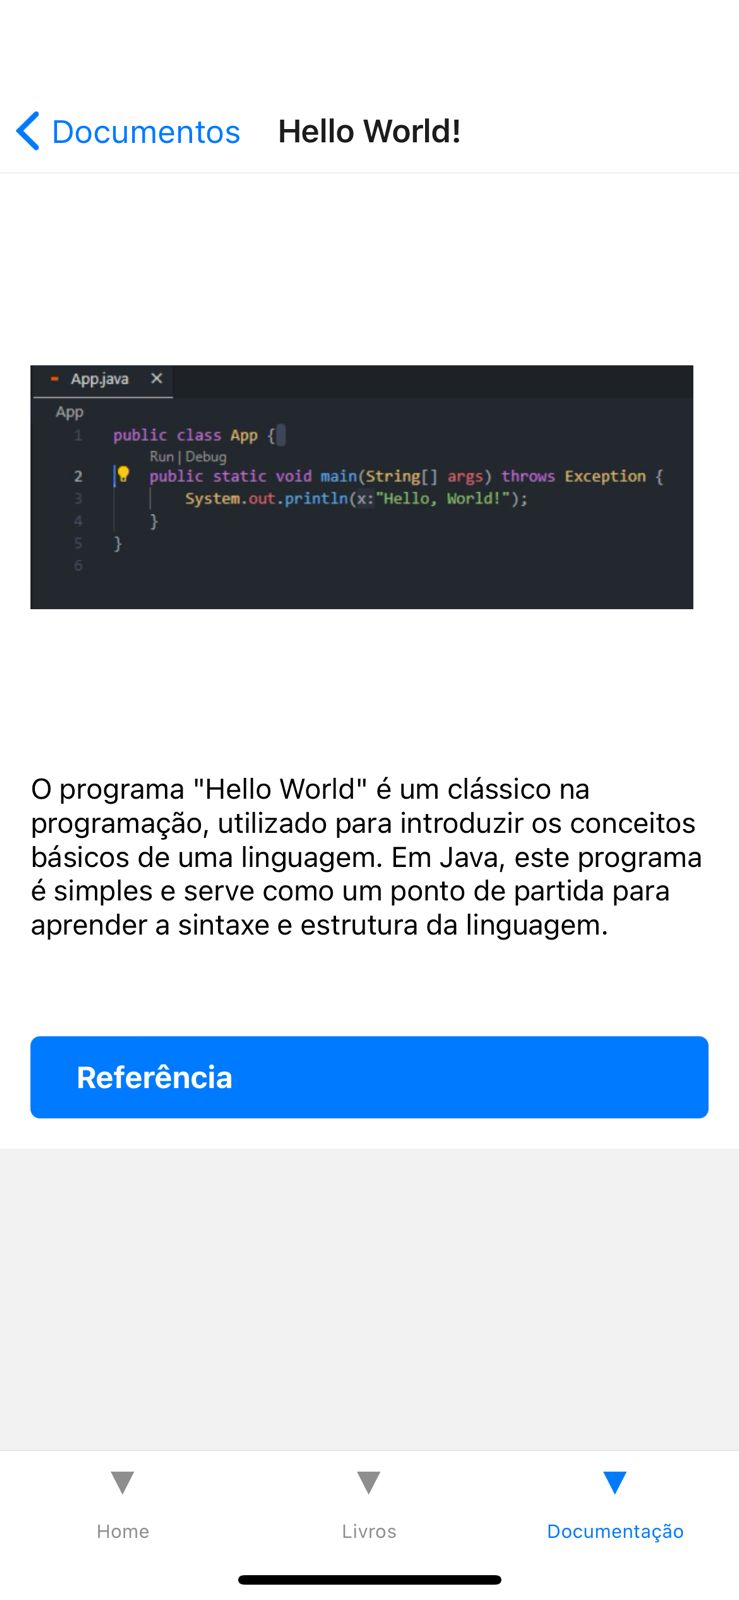 Documentos Hello World!
App.java ×
App
1 public class App {
Run | Debug
2 public static void main(String[] args) throws Exception {
3 System.out.println(x:"Hello, World!");
4 }
5 }
6
O programa "Hello World" é um clássico na
programação, utilizado para introduzir os conceitos
básicos de uma linguagem. Em Java, este programa
é simples e serve como um ponto de partida para
aprender a sintaxe e estrutura da linguagem.
Referência
Home Livros Documentação